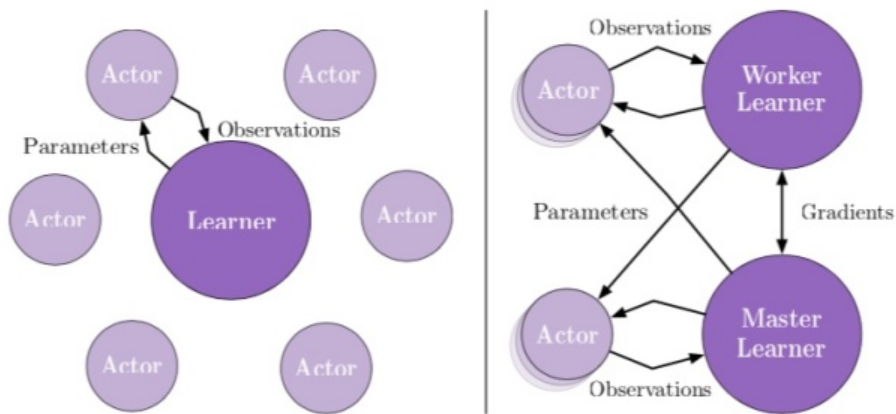 Actor
Actor
Observations
Parameters
Actor
Learner
Actor
Actor
Actor
Observations
Actor
Worker
Learner
Parameters
Gradients
Actor
Master
Learner
Observations